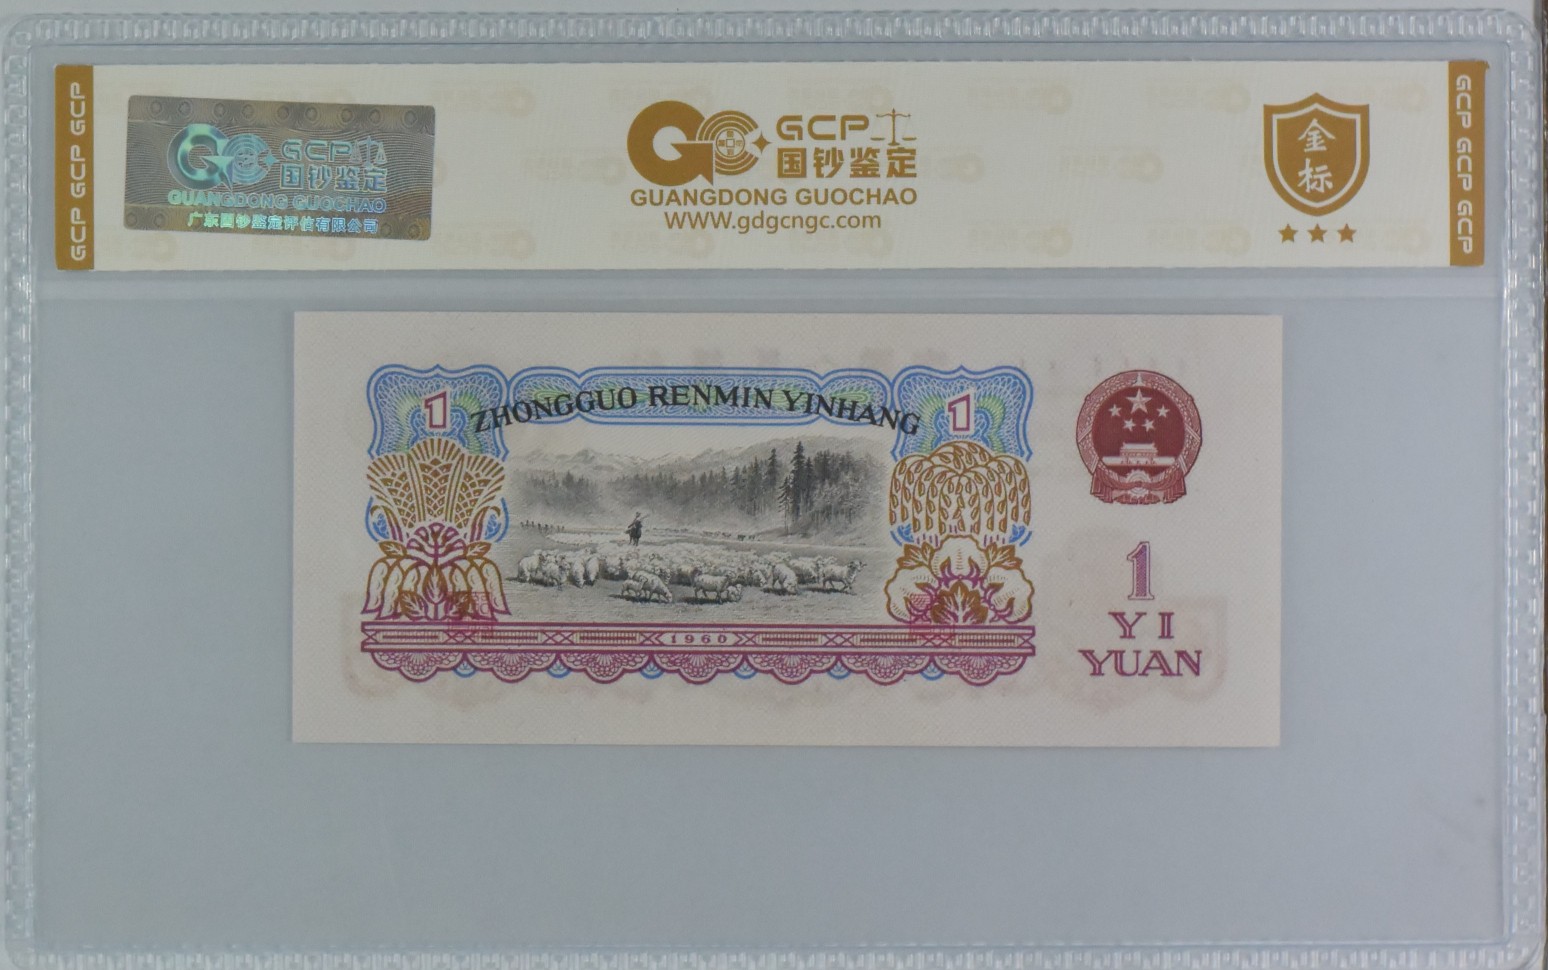 GCP GCP GCP
GCP
国钞鉴定
GUANGDONG GUOCHAO
广东国钞鉴定评估有限公司
GCP
国钞鉴定
GUANGDONG GUOCHAO
WWW.gdgcngc.com
金标
GCP GCP GCP
1
ZHONGGUO RENMIN YINHANG
1
1
YI
YUAN
1960